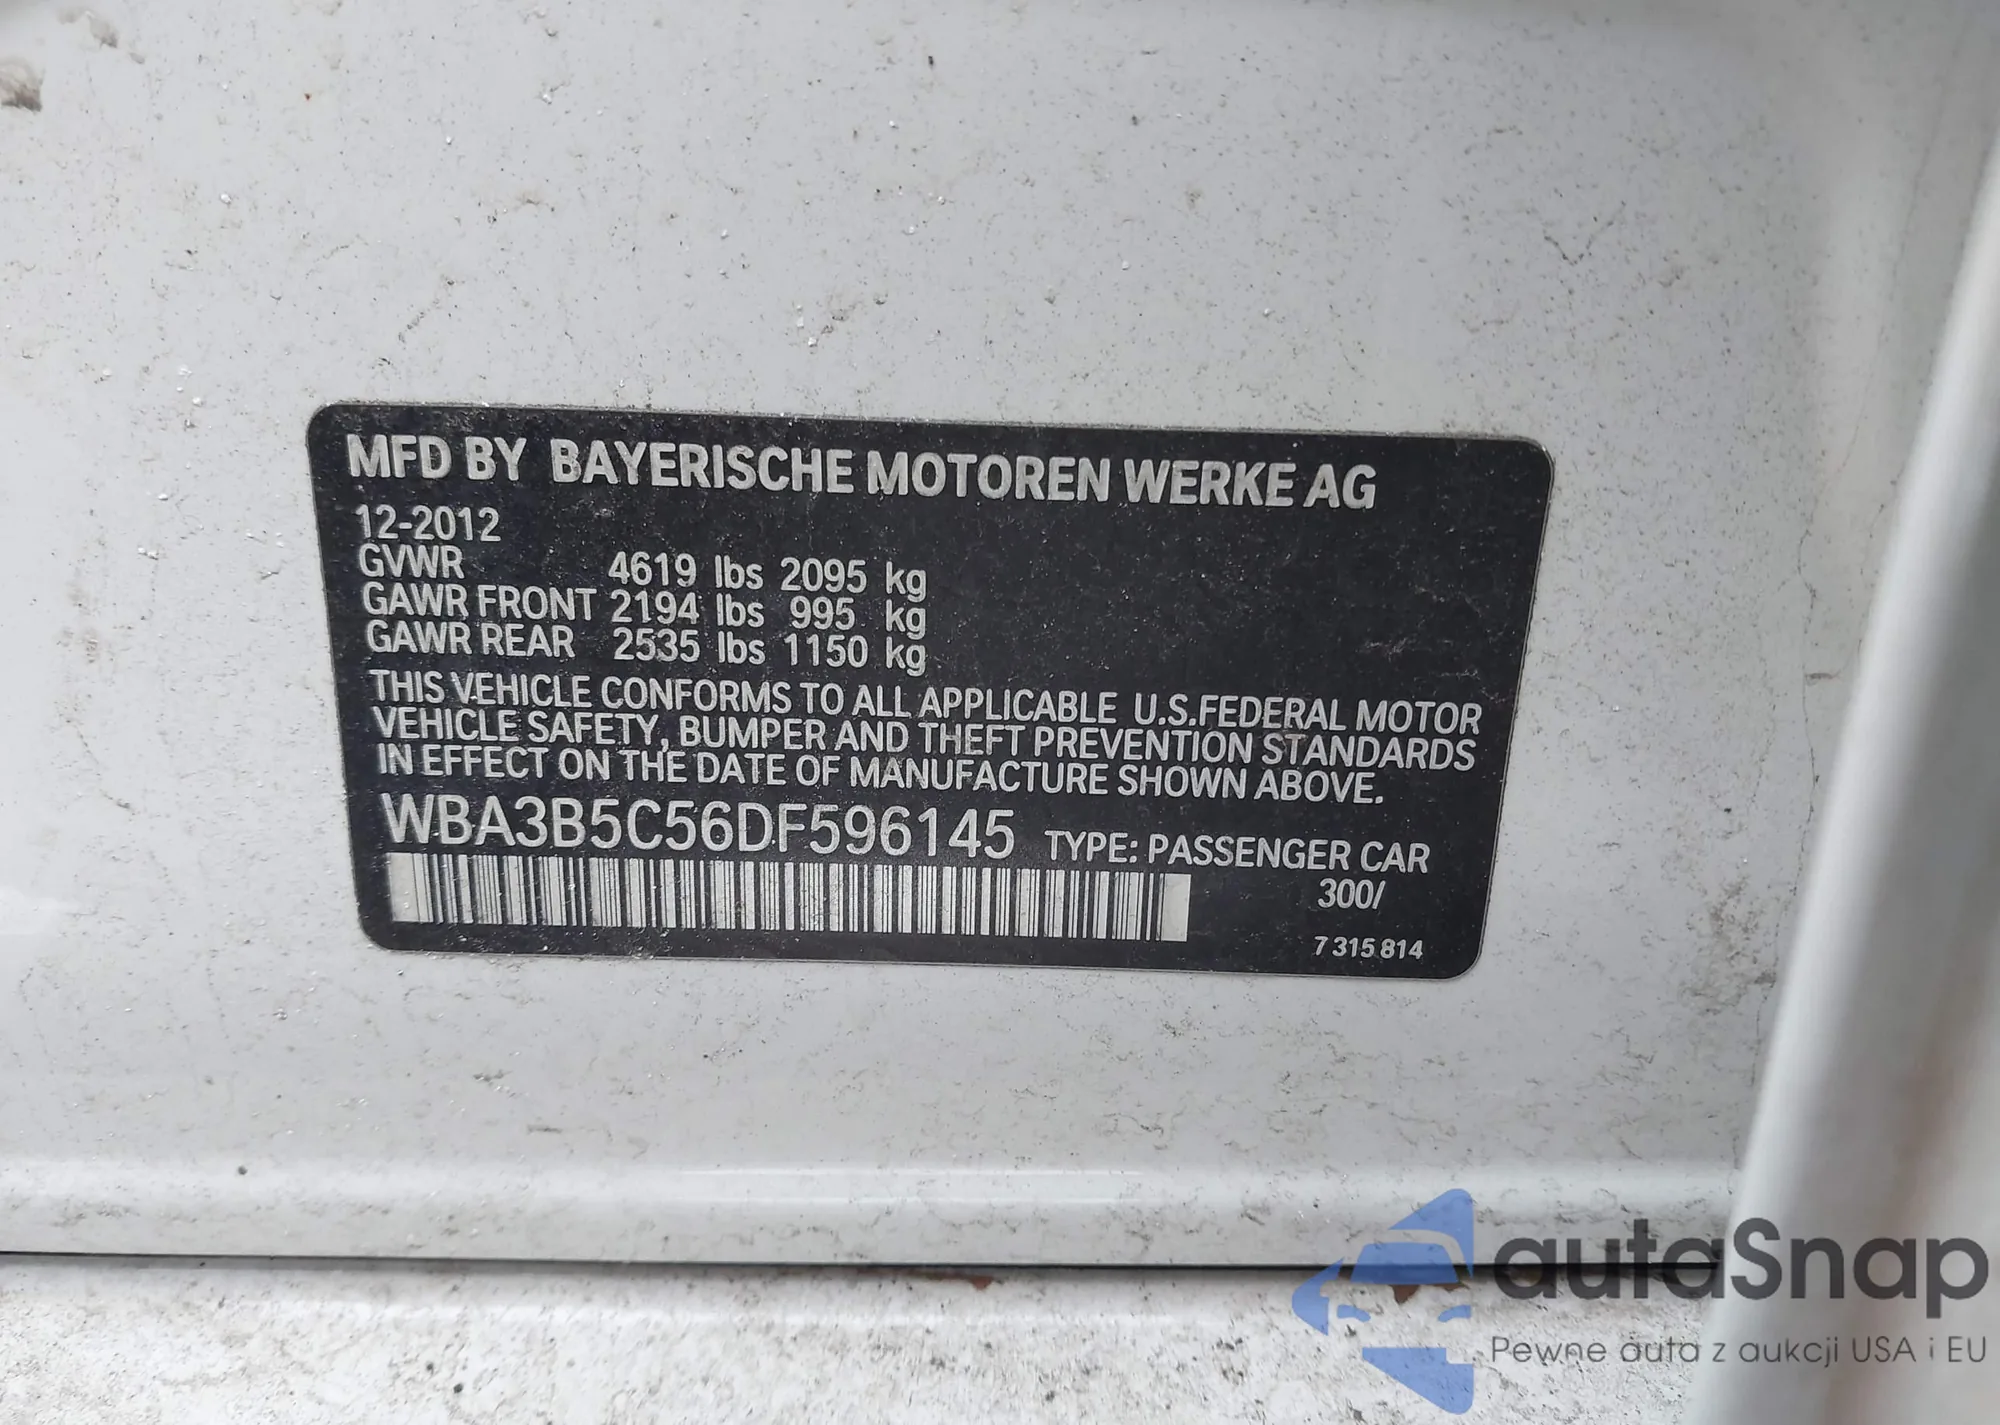 MFD BY BAYERISCHE MOTOREN WERKE AG
12-2012
GVWR 4619 lbs 2095 kg
GAWR FRONT 2194 lbs 995 kg
GAWR REAR 2535 lbs 1150 kg
THIS VEHICLE CONFORMS TO ALL APPLICABLE U.S.FEDERAL MOTOR
VEHICLE SAFETY, BUMPER AND THEFT PREVENTION STANDARDS
IN EFFECT ON THE DATE OF MANUFACTURE SHOWN ABOVE.
WBA3B5C56DF596145 TYPE: PASSENGER CAR
300/
7 315 814
autaSnap
Pewne auta z aukcji USA i EU